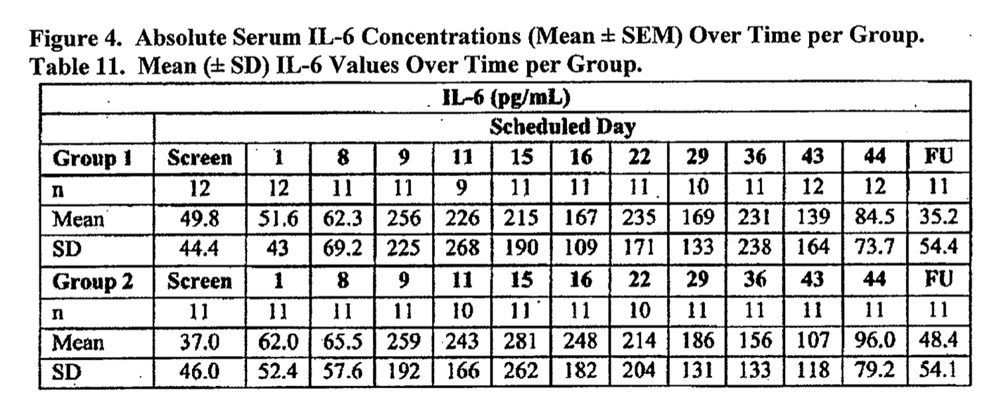 Figure 4. Absolute Serum IL-6 Concentrations (Mean ± SEM) Over Time per Group.
Table 11. Mean (± SD) IL-6 Values Over Time per Group.
IL-6 (pg/mL)
Scheduled Day
Group 1 Screen 1 8 9 11 15 16 22 29 36 43 44 FU
n 12 12 11 11 9 11 11 11 10 11 12 12 11
Mean 49.8 51.6 62.3 256 226 215 167 235 169 231 139 84.5 35.2
SD 44.4 43 69.2 225 268 190 109 171 133 238 164 73.7 54.4
Group 2 Screen 1 8 9 11 15 16 22 29 36 43 44 FU
n 11 11 11 11 10 11 11 10 11 11 11 11 11
Mean 37.0 62.0 65.5 259 243 281 248 214 186 156 107 96.0 48.4
SD 46.0 52.4 57.6 192 166 262 182 204 131 133 118 79.2 54.1